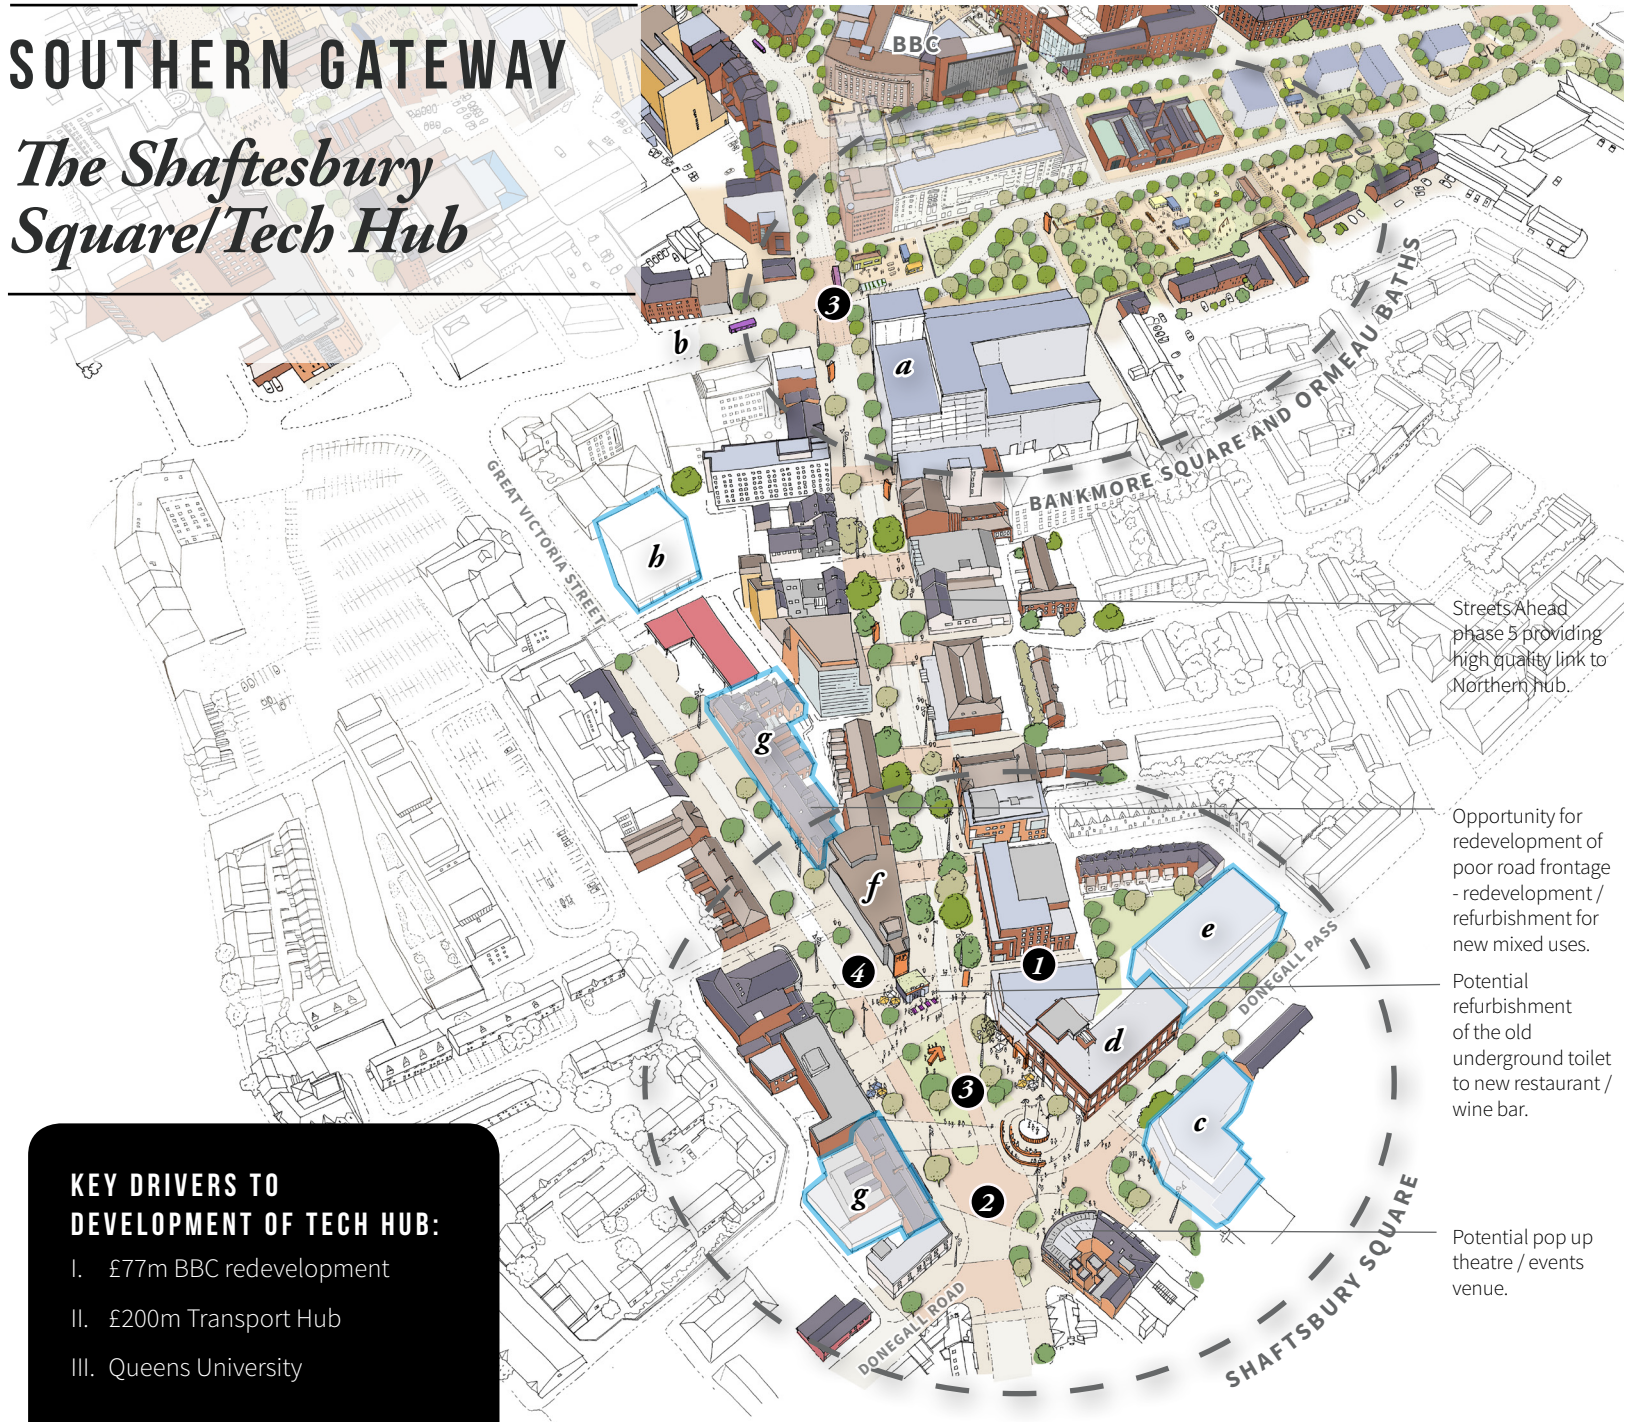 SOUTHERN GATEWAY
The Shaftesbury
Square/Tech Hub
BBC
3
b
a
BANKMORE SQUARE AND ORMEAU BATHS
GREAT VICTORIA STREET
h
Streets Ahead
phase 5 providing
high quality link to
Northern hub.
g
Opportunity for
redevelopment of
poor road frontage
- redevelopment /
refurbishment for
new mixed uses.
f
e
DONEGALL PASS
4
1
Potential
refurbishment
of the old
underground toilet
to new restaurant /
wine bar.
d
3
c
g
2
SHAFTSBURY SQUARE
Potential pop up
theatre / events
venue.
DONEGALL ROAD
KEY DRIVERS TO
DEVELOPMENT OF TECH HUB:
I. £77m BBC redevelopment
II. £200m Transport Hub
III. Queens University